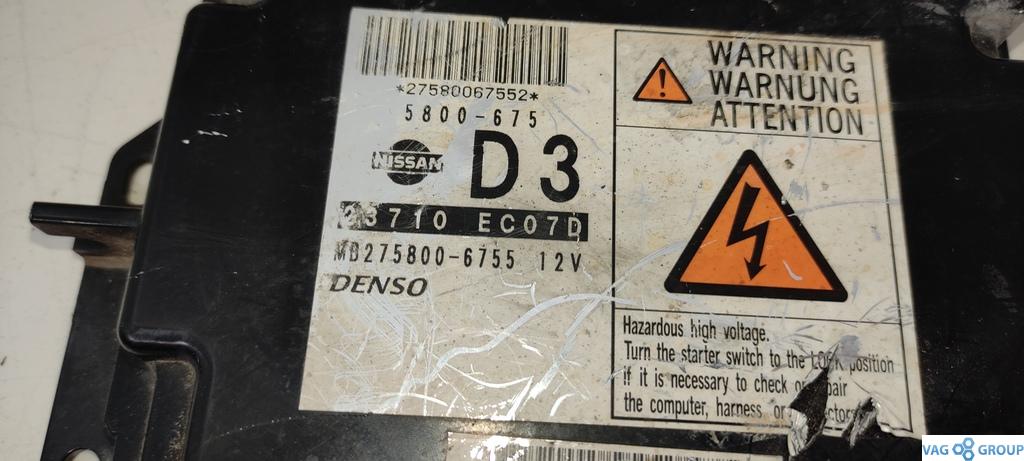 *27580067552*
5800-675
NISSAN
D3
23710 EC07D
MB275800-6755 12V
DENSO
WARNING
WARNUNG
ATTENTION
Hazardous high voltage.
Turn the starter switch to the LOCK position
if it is necessary to check or repair
the computer, harness or connectors
VAG GROUP